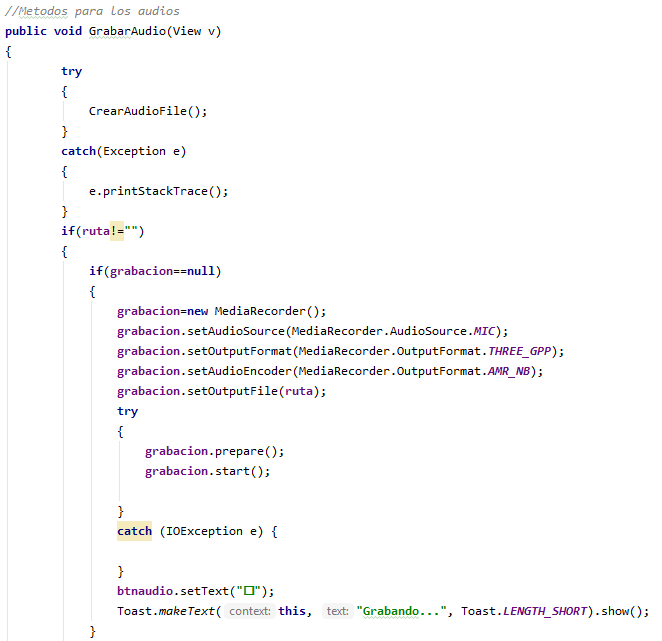 //Metodos para los audios
public void GrabarAudio(View v)
{
try
{
CrearAudioFile();
}
catch(Exception e)
{
e.printStackTrace();
}
if(ruta!="")
{
if(grabacion==null)
{
grabacion=new MediaRecorder();
grabacion.setAudioSource(MediaRecorder.AudioSource.MIC);
grabacion.setOutputFormat(MediaRecorder.OutputFormat.THREE_GPP);
grabacion.setAudioEncoder(MediaRecorder.OutputFormat.AMR_NB);
grabacion.setOutputFile(ruta);
try
{
grabacion.prepare();
grabacion.start();
}
catch (IOException e) {
}
btnaudio.setText("□");
Toast.makeText( context: this, text: "Grabando...", Toast.LENGTH_SHORT).show();
}